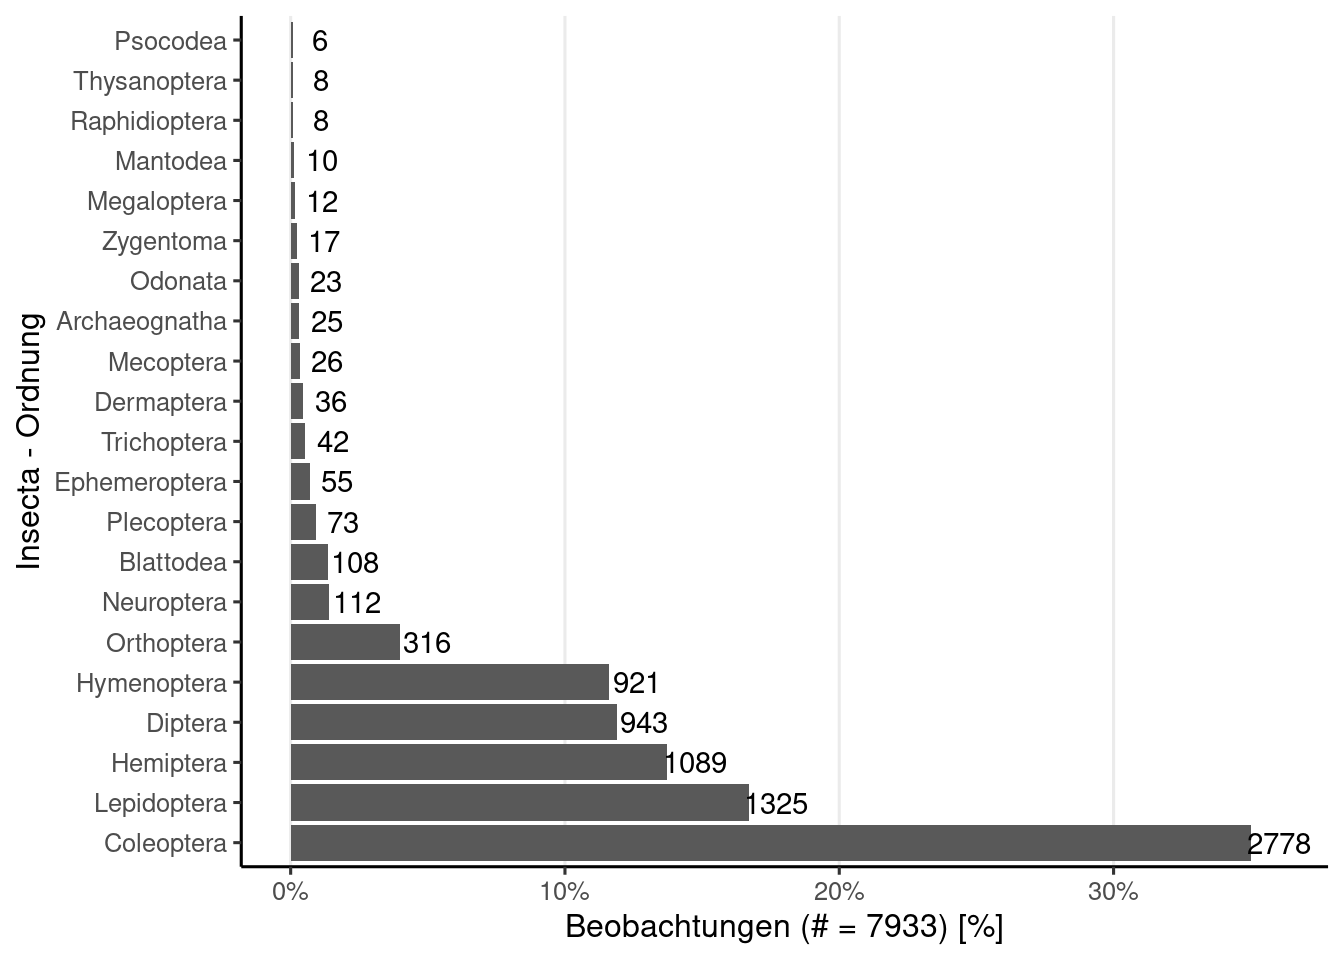 Psocodea 6
Thysanoptera 8
Raphidioptera 8
Mantodea 10
Megaloptera 12
Zygentoma 17
Odonata 23
Archaeognatha 25
Mecoptera 26
Dermaptera 36
Trichoptera 42
Ephemeroptera 55
Plecoptera 73
Blattodea 108
Neuroptera 112
Orthoptera 316
Hymenoptera 921
Diptera 943
Hemiptera 1089
Lepidoptera 1325
Coleoptera 2778
Insecta - Ordnung
0% 10% 20% 30%
Beobachtungen (# = 7933) [%]